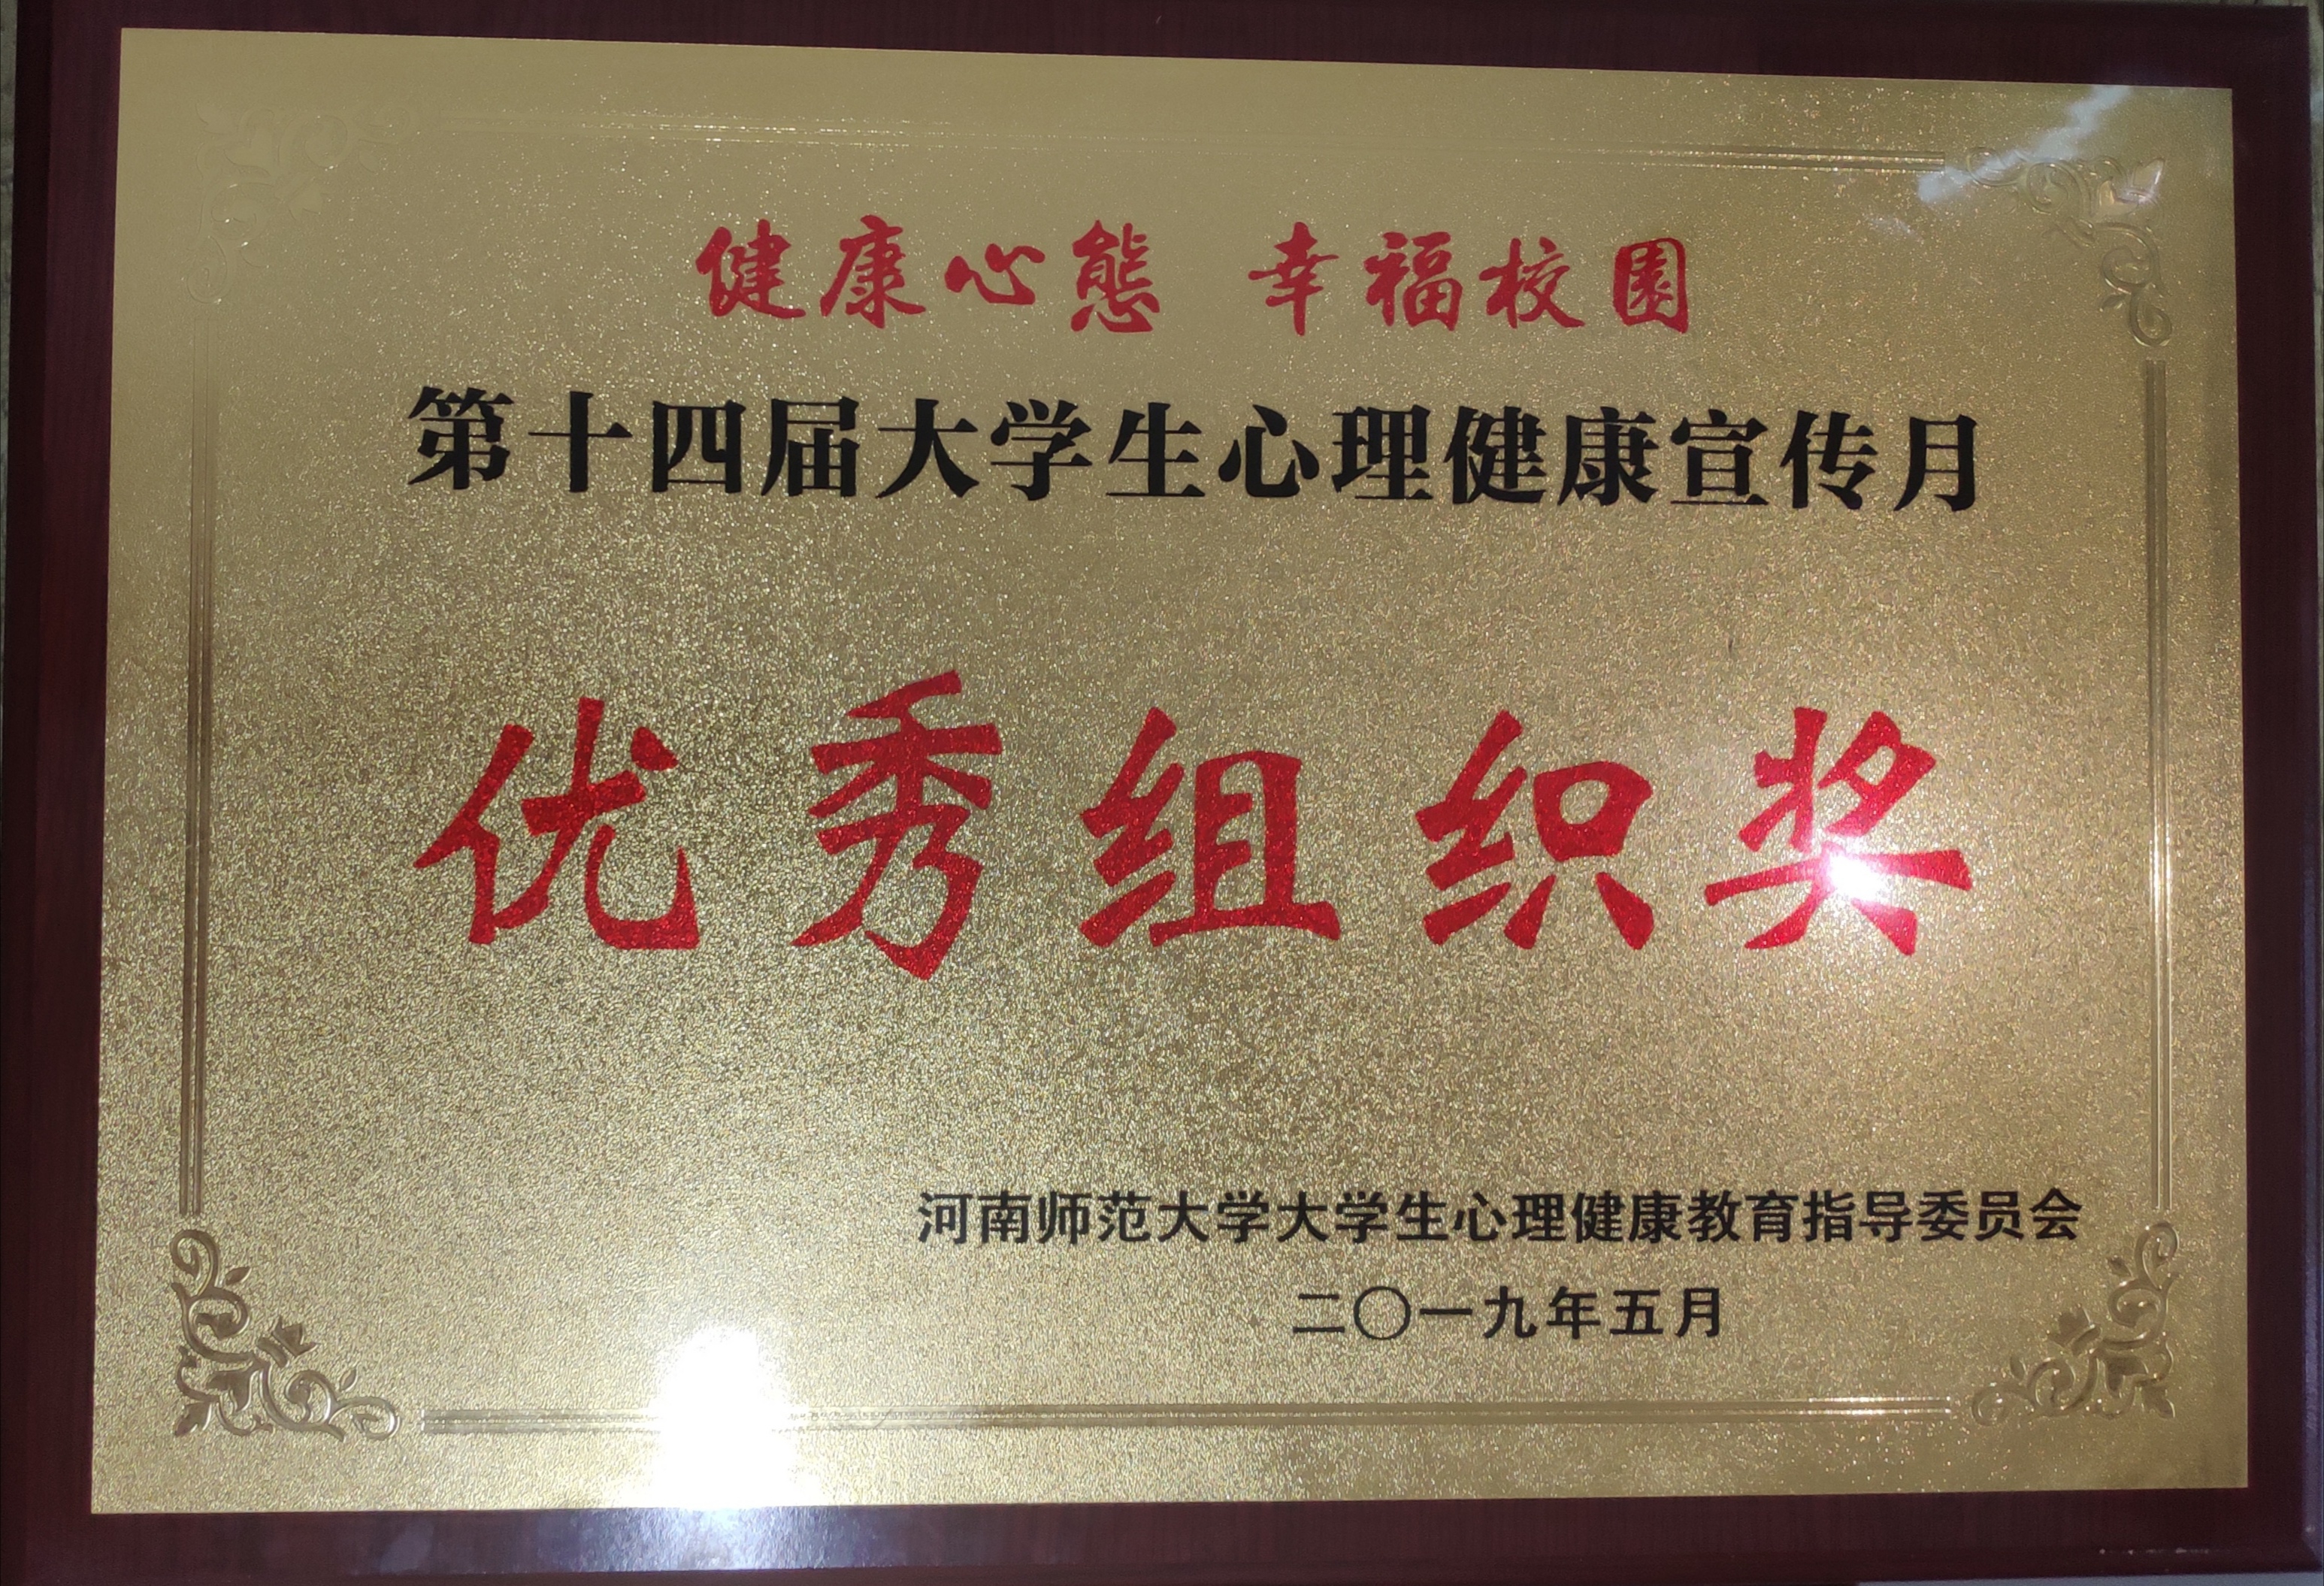 健康心態 幸福校園
第十四届大学生心理健康宣传月
优秀组织奖
河南师范大学大学生心理健康教育指导委员会
二〇一九年五月